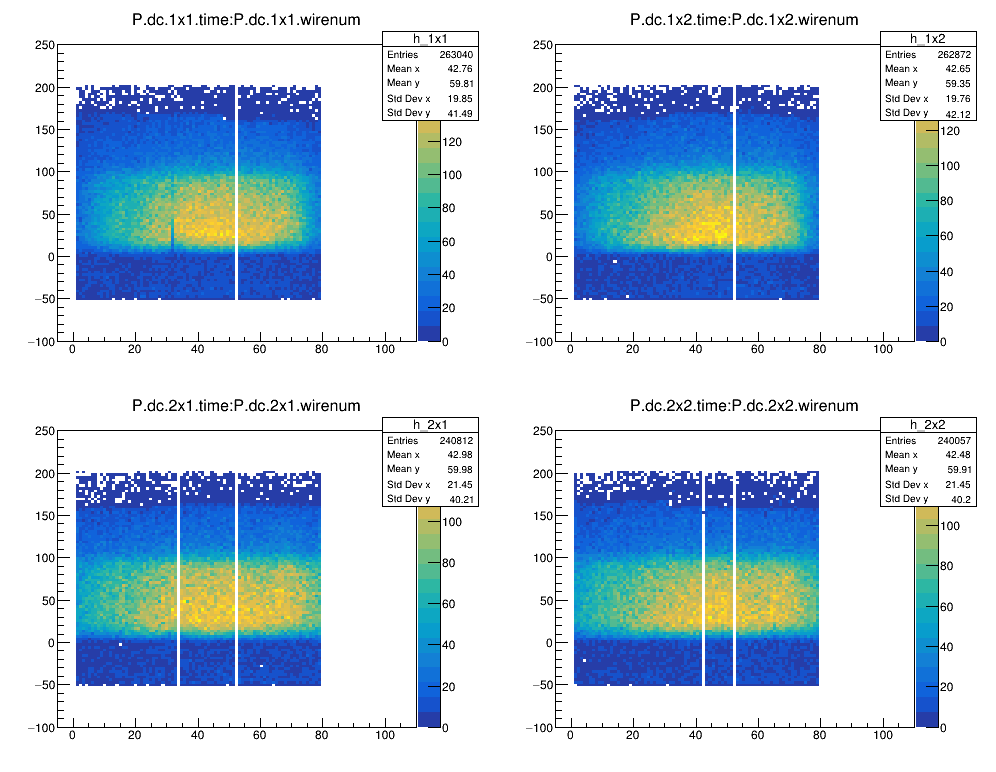 P.dc.1x1.time:P.dc.1x1.wirenum
h_1x1
Entries 263040
Mean x 42.76
Mean y 59.81
Std Dev x 19.85
Std Dev y 41.49
250
200
150
100
50
0
−50
−100
0 20 40 60 80 100
120
100
80
60
40
20
0
P.dc.1x2.time:P.dc.1x2.wirenum
h_1x2
Entries 262872
Mean x 42.65
Mean y 59.35
Std Dev x 19.76
Std Dev y 42.12
250
200
150
100
50
0
−50
−100
0 20 40 60 80 100
120
100
80
60
40
20
0
P.dc.2x1.time:P.dc.2x1.wirenum
h_2x1
Entries 240812
Mean x 42.98
Mean y 59.98
Std Dev x 21.45
Std Dev y 40.21
250
200
150
100
50
0
−50
−100
0 20 40 60 80 100
100
80
60
40
20
0
P.dc.2x2.time:P.dc.2x2.wirenum
h_2x2
Entries 240057
Mean x 42.48
Mean y 59.91
Std Dev x 21.45
Std Dev y 40.2
250
200
150
100
50
0
−50
−100
0 20 40 60 80 100
100
80
60
40
20
0